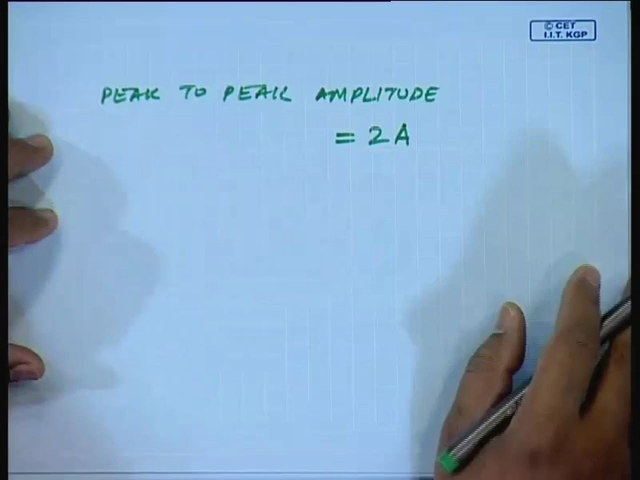 © CET
I.I.T. KGP
PEAK TO PEAK AMPLITUDE
= 2A